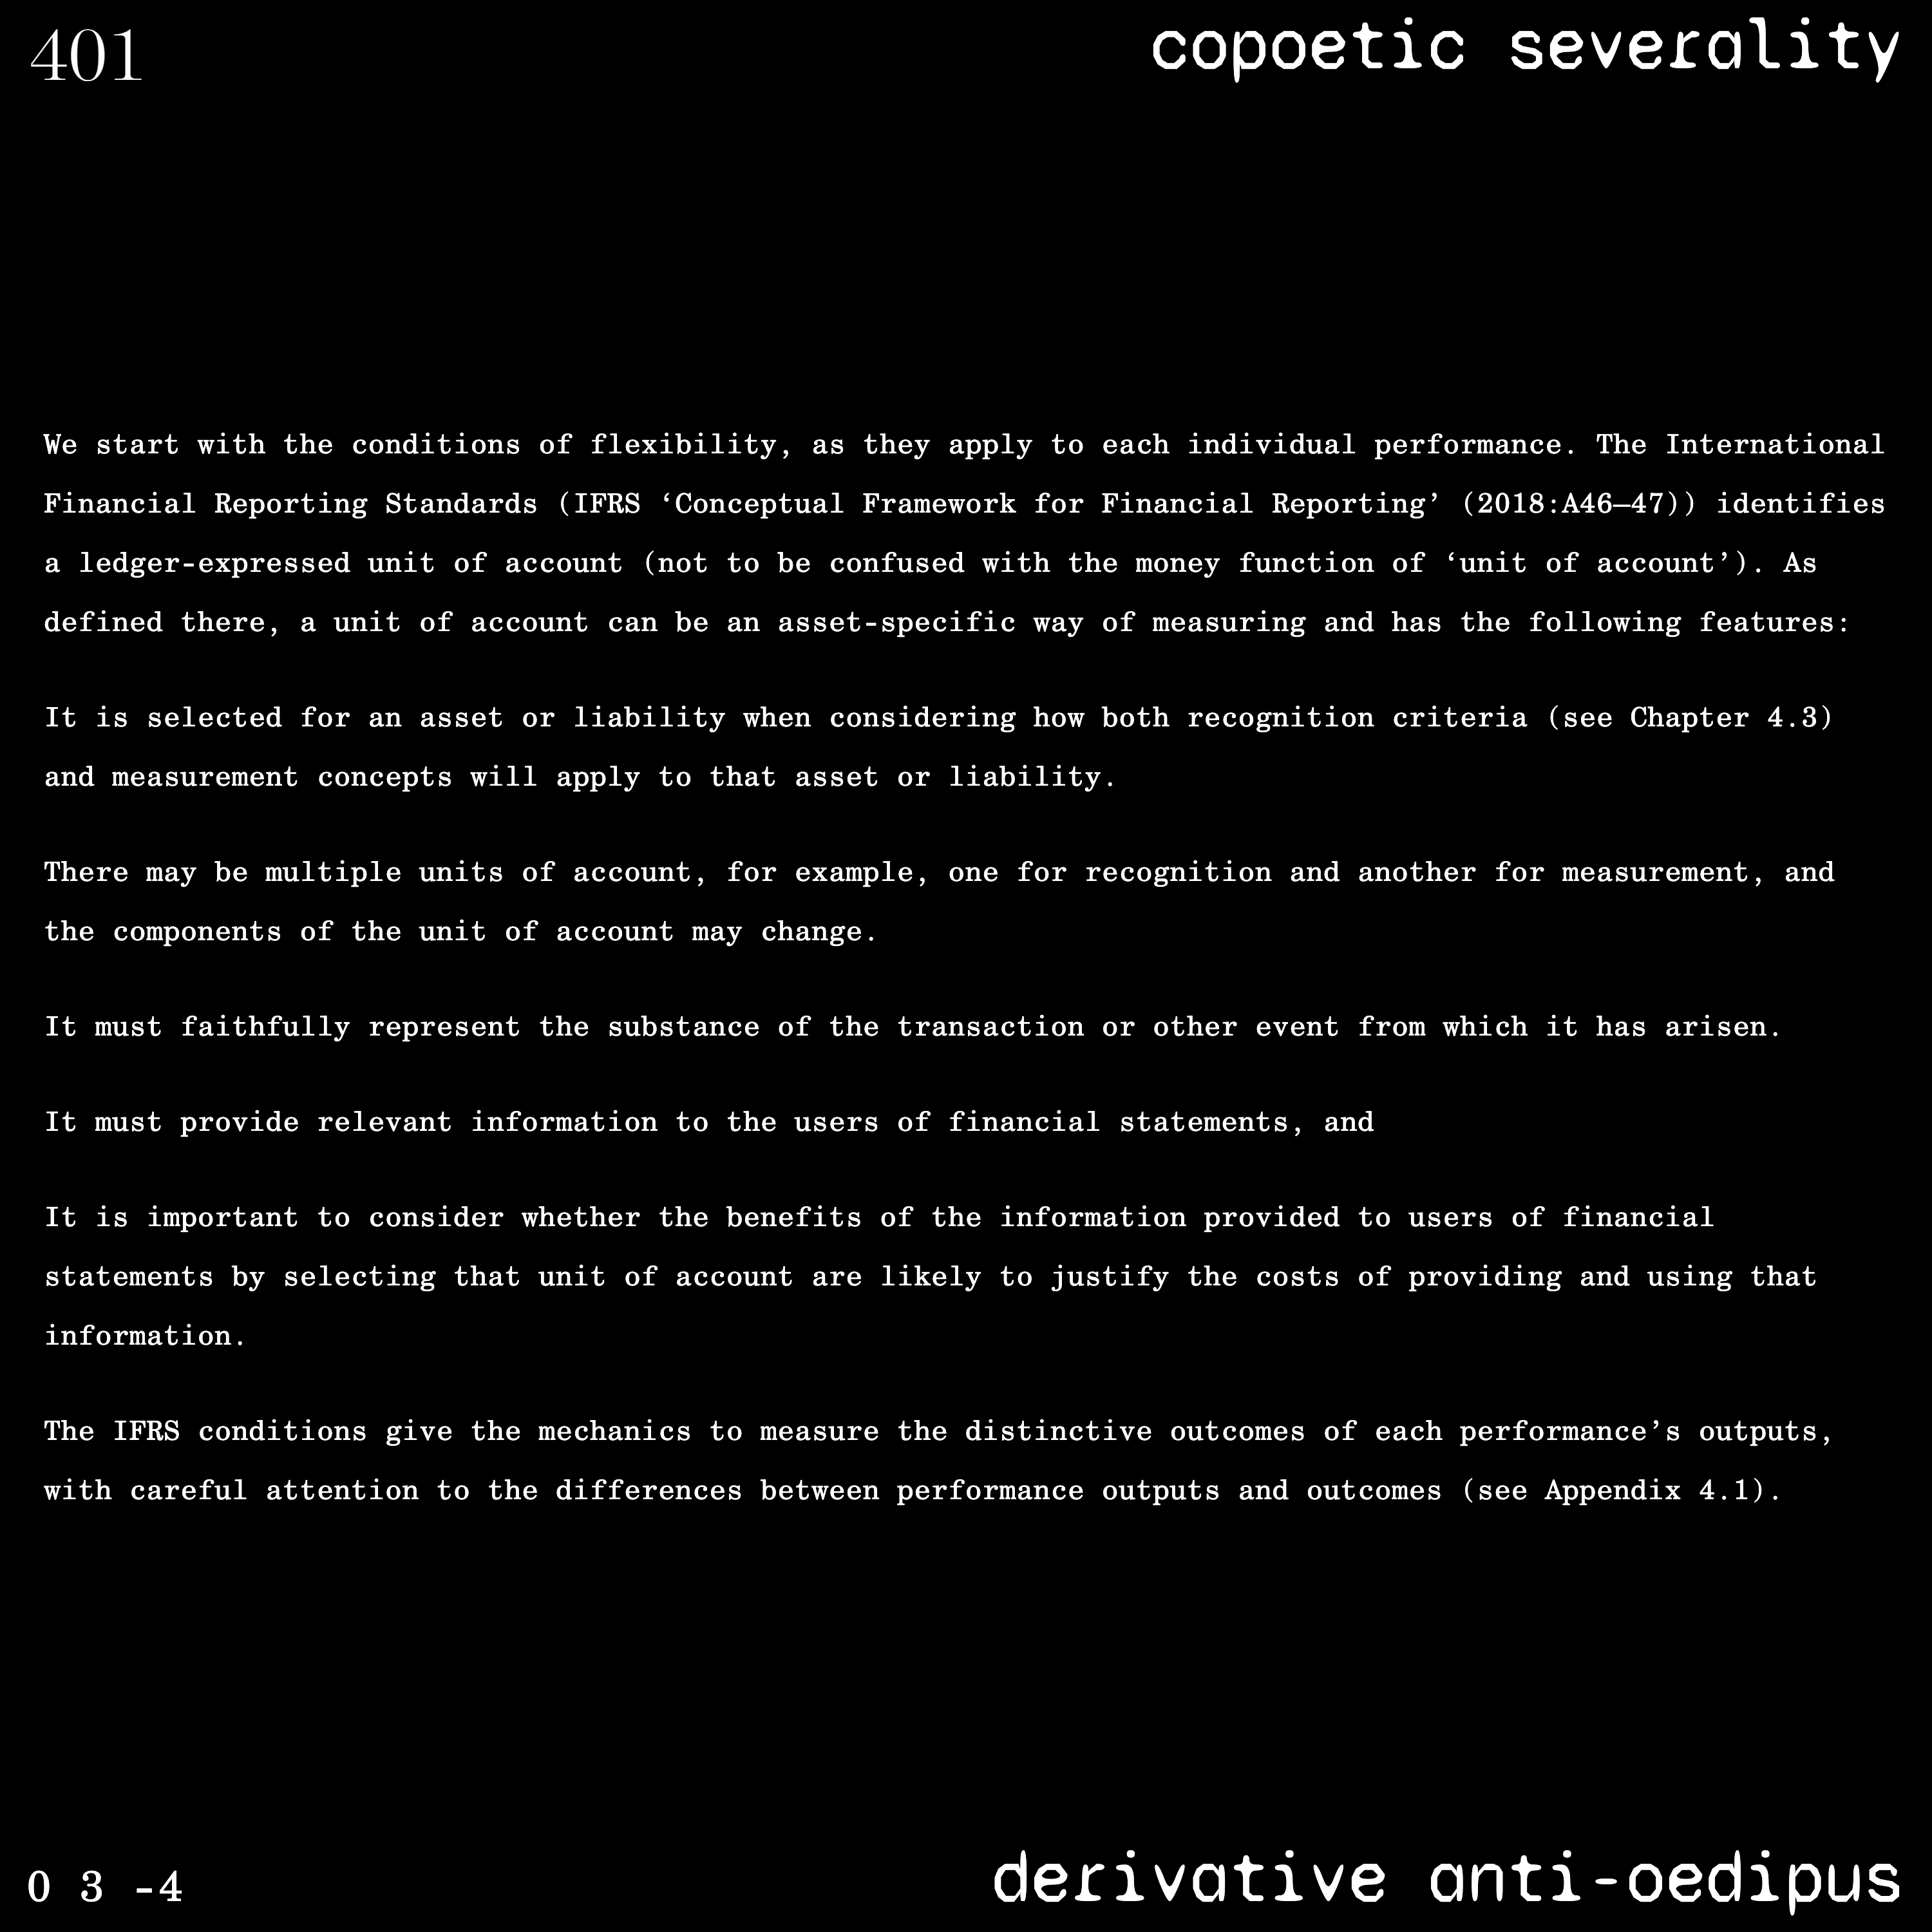 401
copoetic severality
We start with the conditions of flexibility, as they apply to each individual performance. The International
Financial Reporting Standards (IFRS ‘Conceptual Framework for Financial Reporting’ (2018:A46–47)) identifies
a ledger-expressed unit of account (not to be confused with the money function of ‘unit of account’). As
defined there, a unit of account can be an asset-specific way of measuring and has the following features:
It is selected for an asset or liability when considering how both recognition criteria (see Chapter 4.3)
and measurement concepts will apply to that asset or liability.
There may be multiple units of account, for example, one for recognition and another for measurement, and
the components of the unit of account may change.
It must faithfully represent the substance of the transaction or other event from which it has arisen.
It must provide relevant information to the users of financial statements, and
It is important to consider whether the benefits of the information provided to users of financial
statements by selecting that unit of account are likely to justify the costs of providing and using that
information.
The IFRS conditions give the mechanics to measure the distinctive outcomes of each performance’s outputs,
with careful attention to the differences between performance outputs and outcomes (see Appendix 4.1).
0 3 -4
derivative anti-oedipus